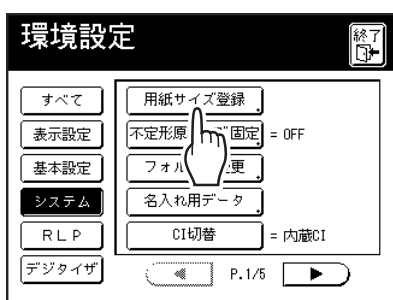 環境設定
終了
すべて
表示設定
基本設定
システム
RLP
デジタイザ
用紙サイズ登録
不定形原 固定 = OFF
フォル 更
名入れ用データ
CI切替 = 内蔵CI
P.1/5